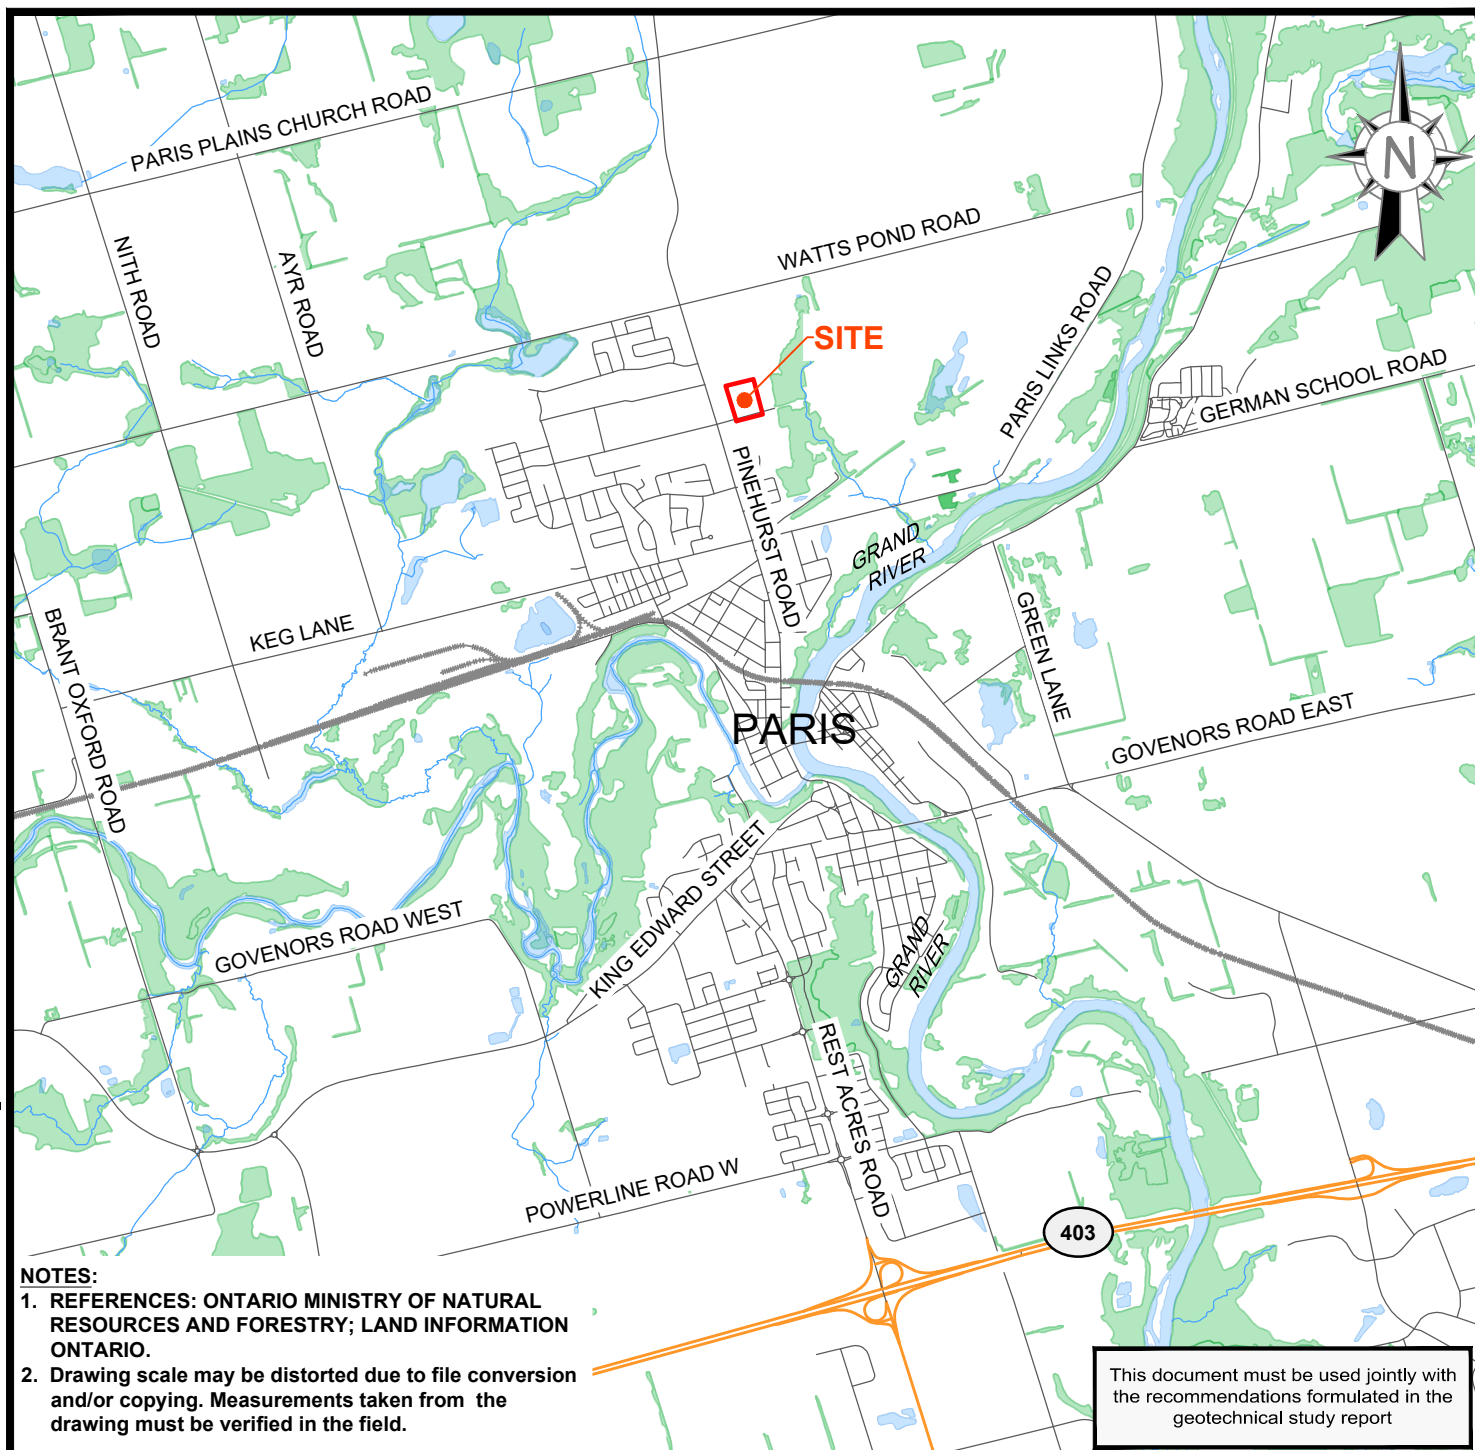 PARIS PLAINS CHURCH ROAD
N
NITH ROAD
AYR ROAD
WATTS POND ROAD
SITE
PARIS LINKS ROAD
GERMAN SCHOOL ROAD
PINEHURST ROAD
GRAND
RIVER
KEG LANE
GREEN LANE
BRANT OXFORD ROAD
PARIS
GOVENORS ROAD EAST
KING EDWARD STREET
GOVENORS ROAD WEST
GRAND
RIVER
REST ACRES ROAD
POWERLINE ROAD W
403
NOTES:
1. REFERENCES: ONTARIO MINISTRY OF NATURAL
RESOURCES AND FORESTRY; LAND INFORMATION
ONTARIO.
2. Drawing scale may be distorted due to file conversion
and/or copying. Measurements taken from the
drawing must be verified in the field.
This document must be used jointly with
the recommendations formulated in the
geotechnical study report